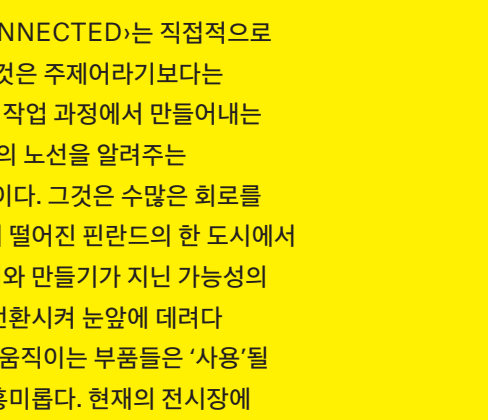 NNECTED›는 직접적으로
것은 주제어라기보다는
작업 과정에서 만들어내는
의 노선을 알려주는
이다. 그것은 수많은 회로를
떨어진 핀란드의 한 도시에서
와 만들기가 지닌 가능성의
전환시켜 눈앞에 데려다
움직이는 부품들은 ‘사용’될
흥미롭다. 현재의 전시장에